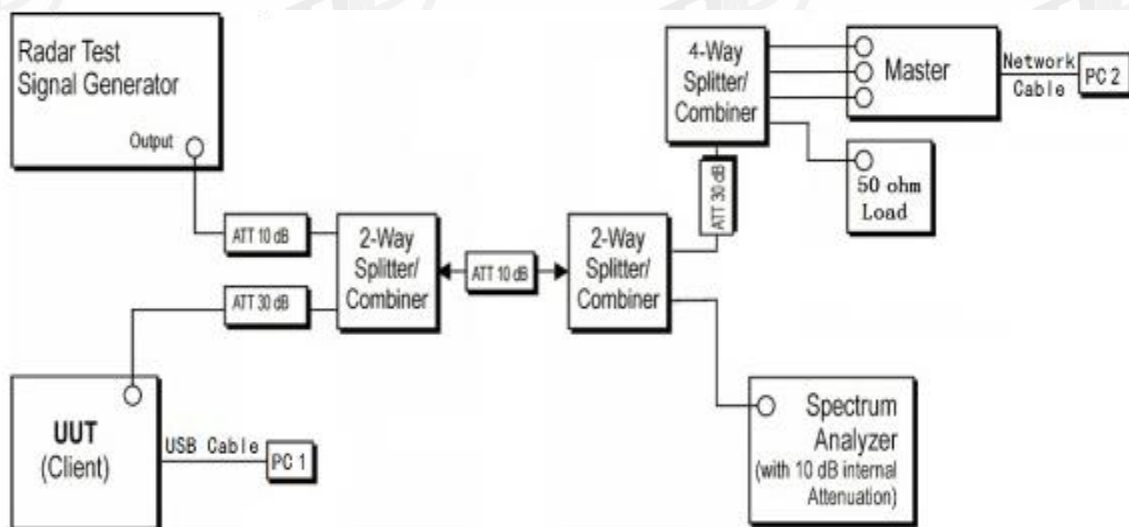 Radar Test
Signal Generator
Output
ATT 10 dB
2-Way
Splitter/
Combiner
ATT 30 dB
ATT 10 dB
2-Way
Splitter/
Combiner
ATT 30 dB
4-Way
Splitter/
Combiner
Master
Network
Cable
PC 2
50 ohm
Load
UUT
(Client)
USB Cable
PC 1
Spectrum
Analyzer
(with 10 dB internal
Attenuation)